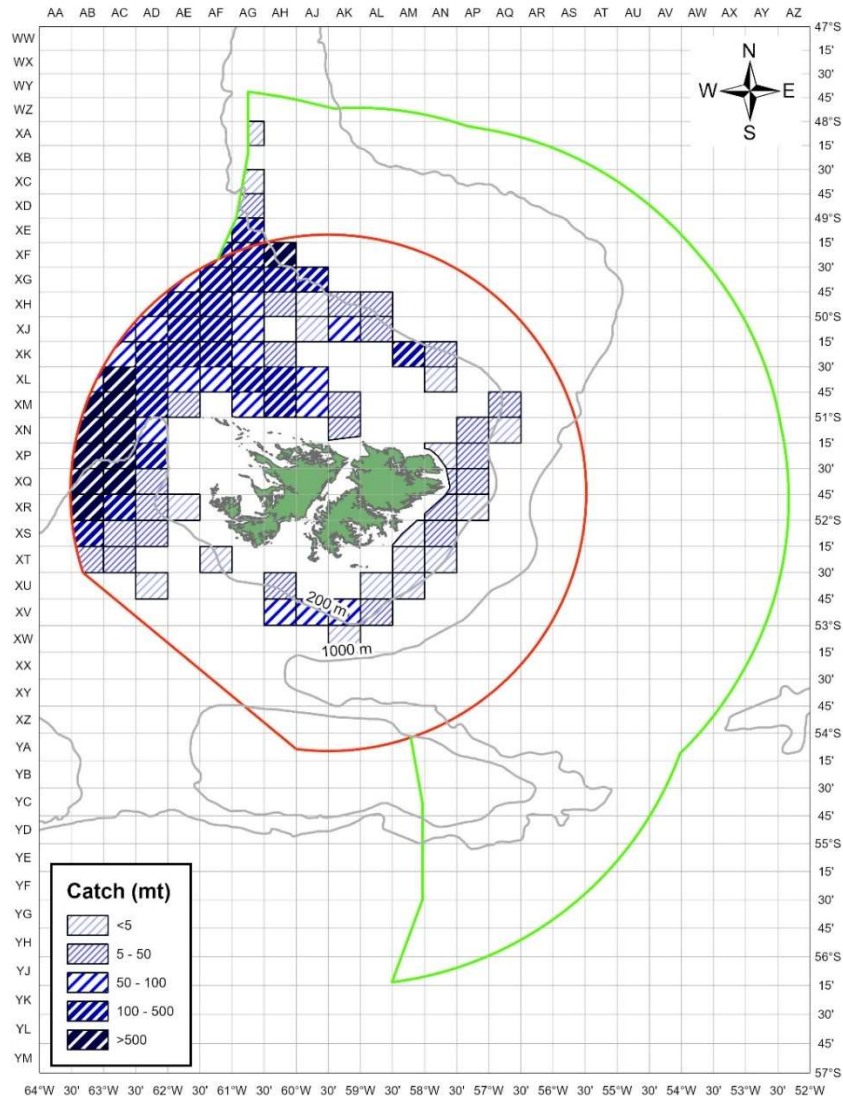 AA AB AC AD AE AF AG AH AJ AK AL AM AN AP AQ AR AS AT AU AV AW AX AY AZ
47°S
WW
15'
WX
30'
WY
45'
WZ
48°S
XA
15'
XB
30'
XC
45'
XD
49°S
XE
15'
XF
30'
XG
45'
XH
50°S
XJ
15'
XK
30'
XL
45'
XM
51°S
XN
15'
XP
30'
XQ
45'
XR
52°S
XS
15'
XT
30'
XU
45'
XV
53°S
XW
15'
XX
30'
XY
45'
XZ
54°S
YA
15'
YB
30'
YC
45'
YD
55°S
YE
15'
YF
30'
YG
45'
YH
56°S
YJ
15'
YK
30'
YL
45'
YM
57°S
N
W E
S
200 m
1000 m
Catch (mt)
<5
5 - 50
50 - 100
100 - 500
>500
64°W 30' 63°W 30' 62°W 30' 61°W 30' 60°W 30' 59°W 30' 58°W 30' 57°W 30' 56°W 30' 55°W 30' 54°W 30' 53°W 30' 52°W